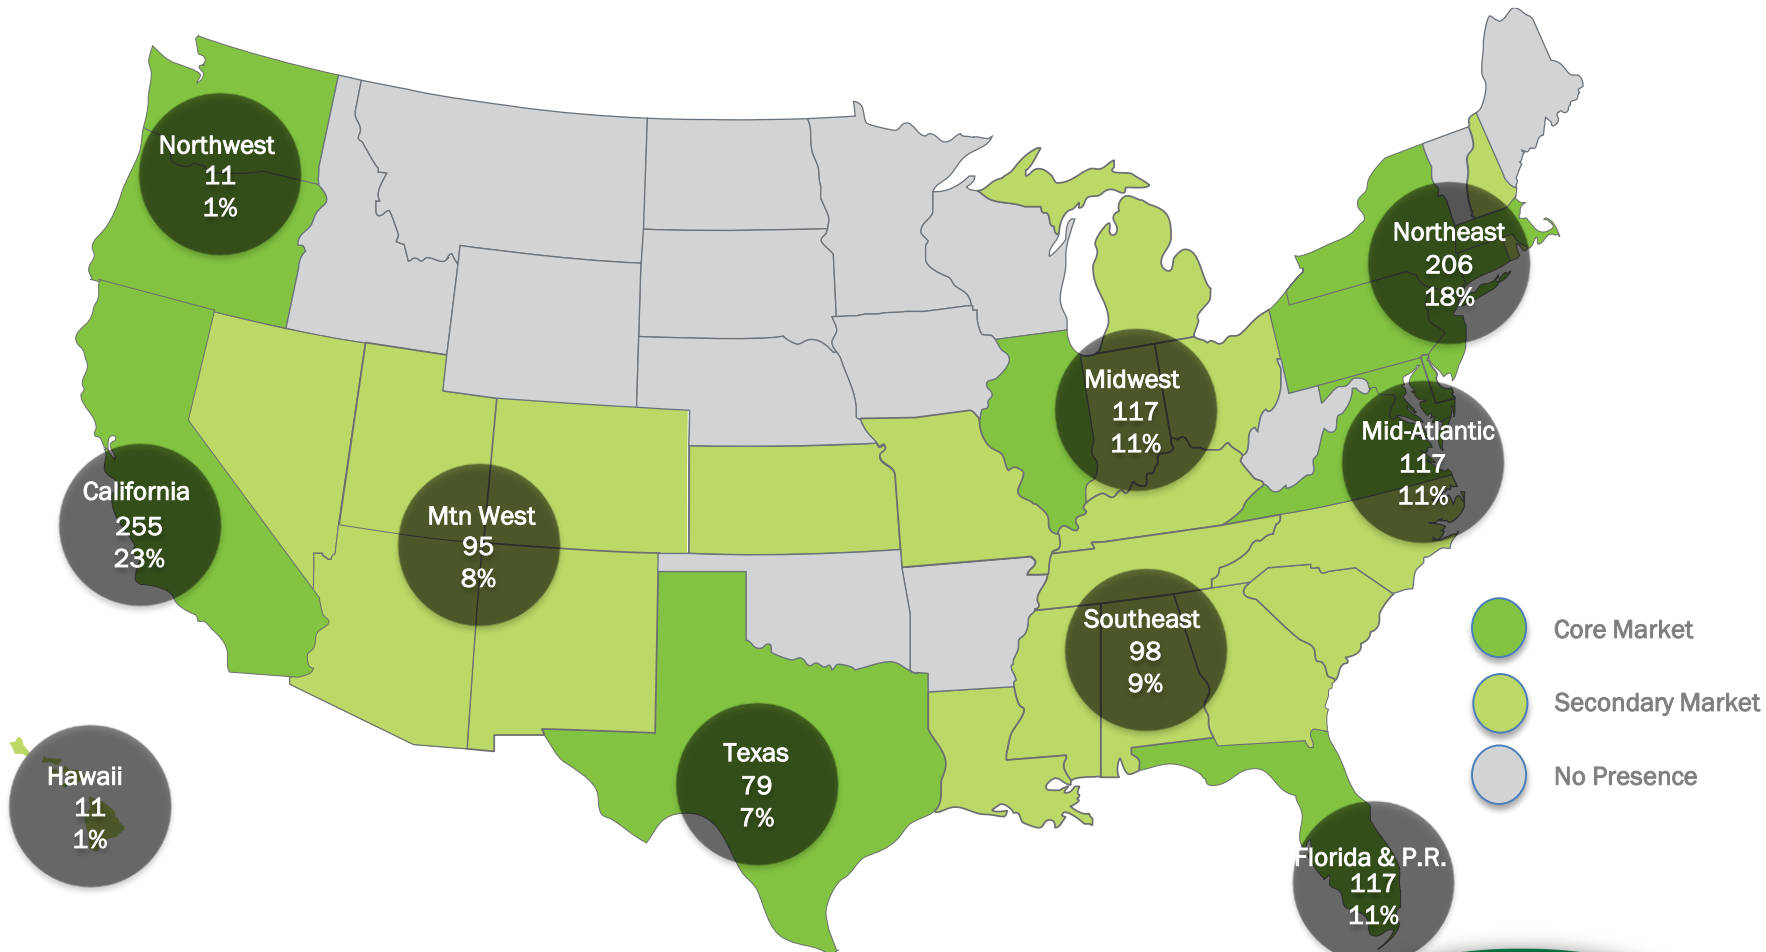 Northwest
11
1%
Northeast
206
18%
Midwest
117
11%
Mid-Atlantic
117
11%
California
255
23%
Mtn West
95
8%
Southeast
98
9%
Core Market
Secondary Market
No Presence
Texas
79
7%
Hawaii
11
1%
Florida & P.R.
117
11%